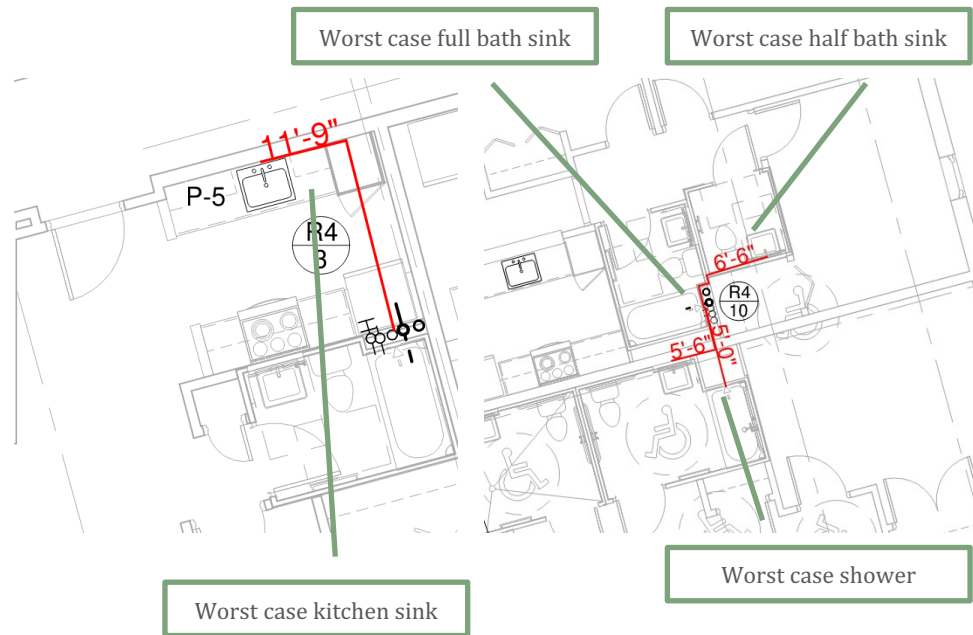 Worst case full bath sink
Worst case half bath sink
11'-9"
P-5
R4
3
6'-6"
R4
10
5'-6"
5'-0"
Worst case kitchen sink
Worst case shower